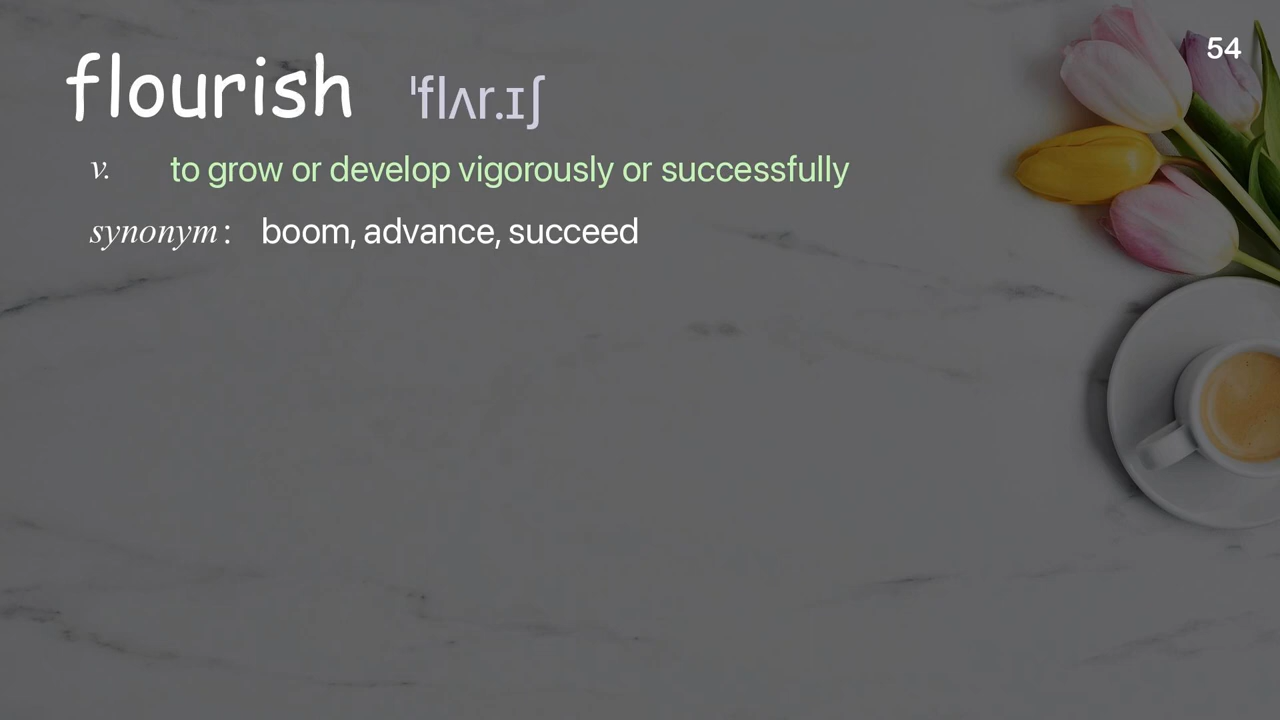 54
flourish ˈflʌr.ɪʃ
v. to grow or develop vigorously or successfully
synonym: boom, advance, succeed